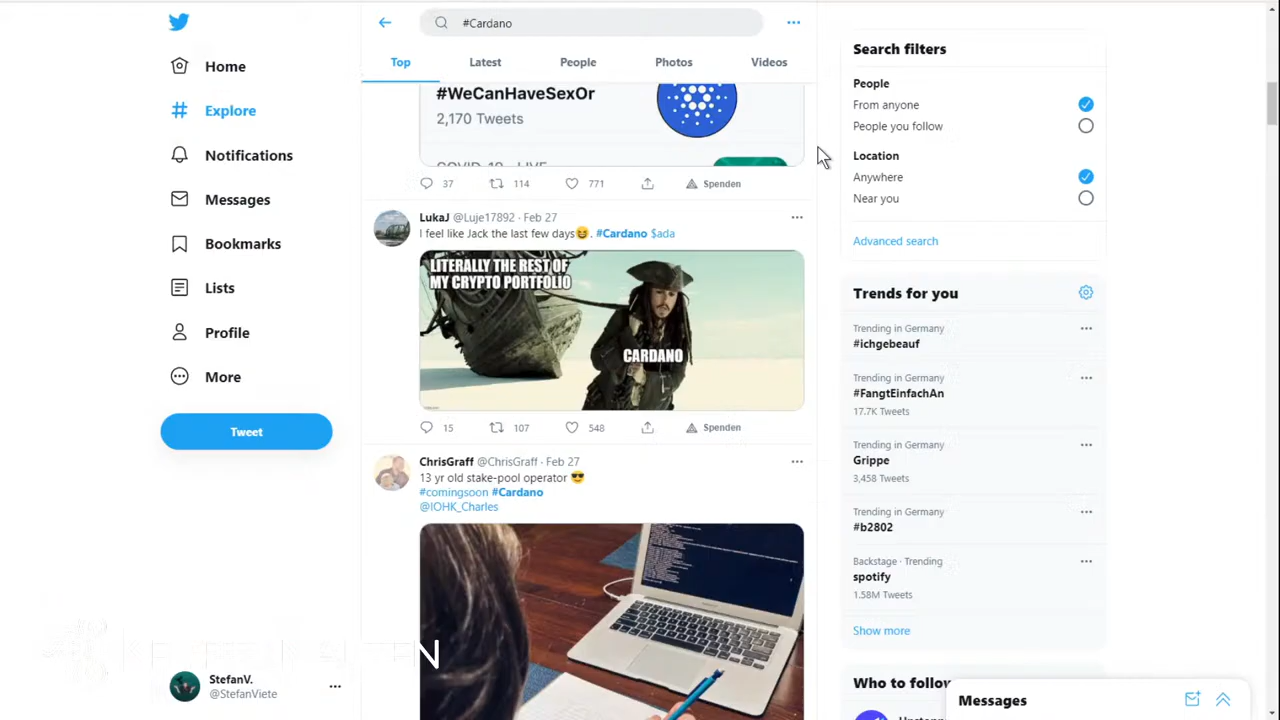 #Cardano
Home
Explore
Notifications
Messages
Bookmarks
Lists
Profile
More
Tweet
StefanV.
@StefanViete
Top
Latest
People
Photos
Videos
#WeCanHaveSexOr
2,170 Tweets
COVID-19 · LIVE
37
114
771
Spenden
LukaJ @Luje17892 · Feb 27
I feel like Jack the last few days😆. #Cardano $ada
LITERALLY THE REST OF
MY CRYPTO PORTFOLIO
CARDANO
15
107
548
Spenden
ChrisGraff @ChrisGraff · Feb 27
13 yr old stake-pool operator 😎
#comingsoon #Cardano
@IOHK_Charles
Search filters
People
From anyone
People you follow
Location
Anywhere
Near you
Advanced search
Trends for you
Trending in Germany
#ichgebeauf
Trending in Germany
#FangtEinfachAn
17.7K Tweets
Trending in Germany
Grippe
3,458 Tweets
Trending in Germany
#b2802
Backstage · Trending
spotify
1.58M Tweets
Show more
Who to follow
Messages